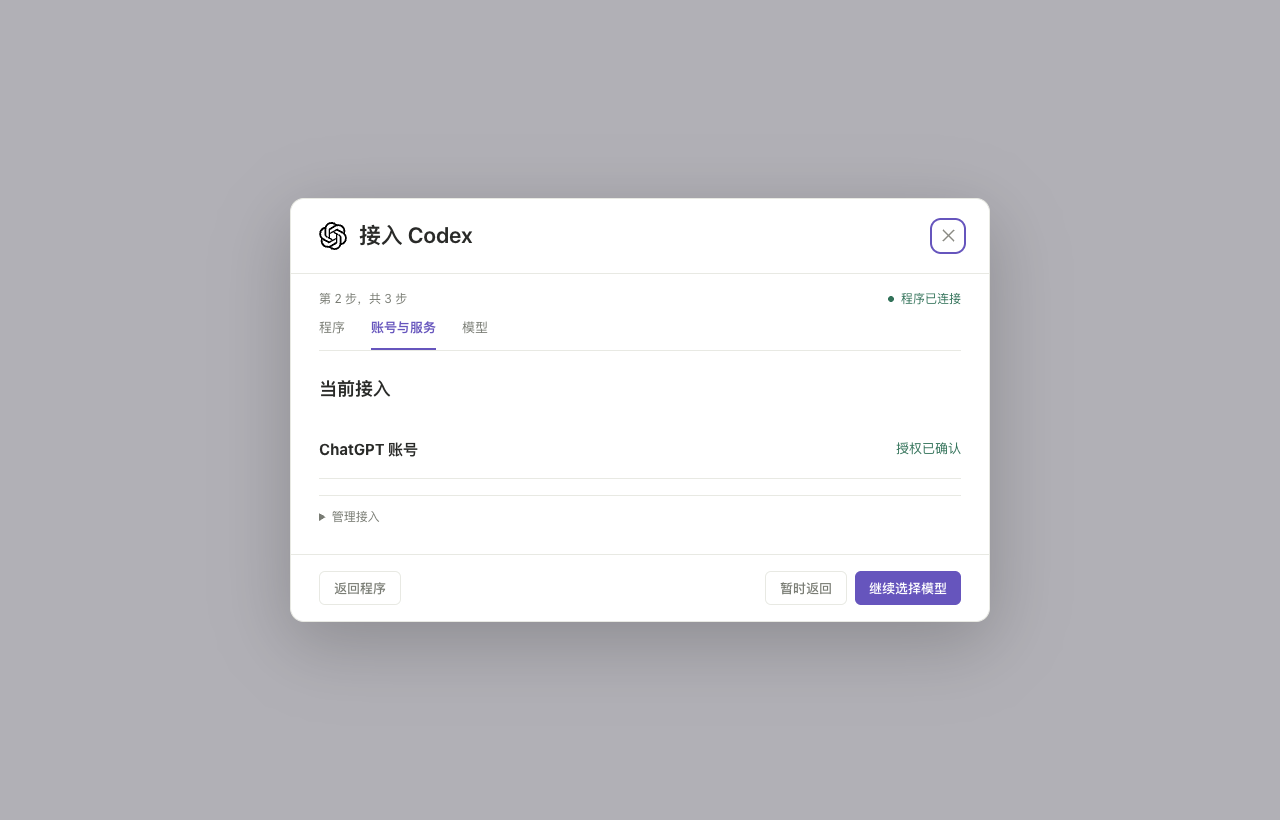 接入 Codex
第 2 步，共 3 步
程序已连接
程序 账号与服务 模型
当前接入
ChatGPT 账号
授权已确认
管理接入
返回程序
暂时返回
继续选择模型